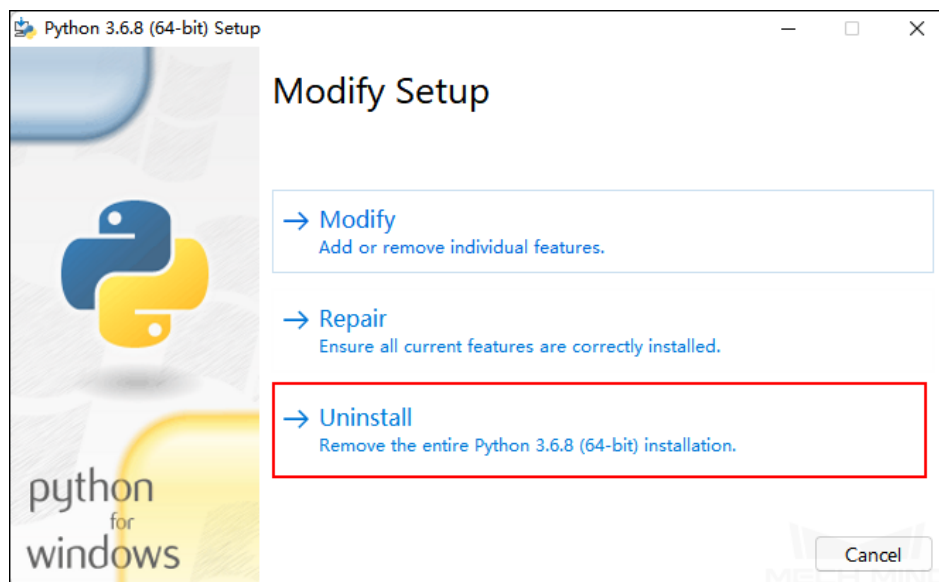 Python 3.6.8 (64-bit) Setup
Modify Setup
→ Modify
Add or remove individual features.
→ Repair
Ensure all current features are correctly installed.
→ Uninstall
Remove the entire Python 3.6.8 (64-bit) installation.
python
for
windows
Cancel
MECH MIND